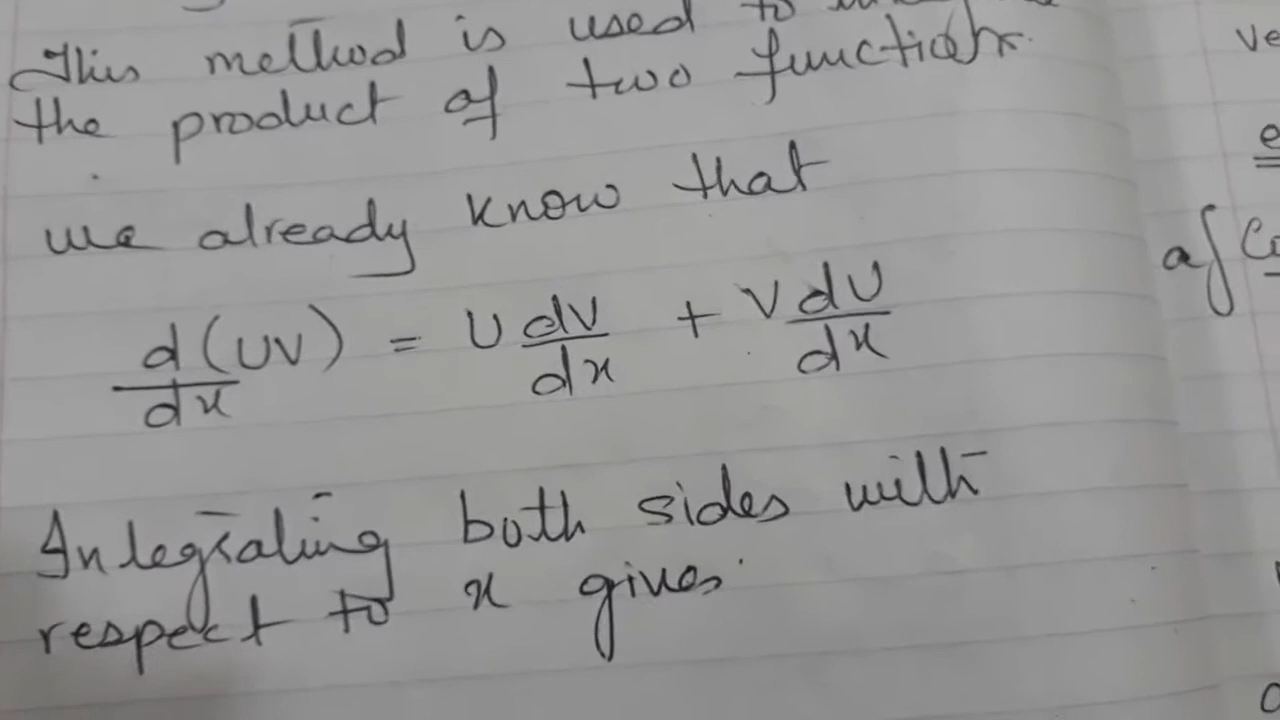 This method is used to
the product of two functions.
we already know that
d(UV)/dx = U dV/dx + V dU/dx
Integrating both sides with
respect to x gives.